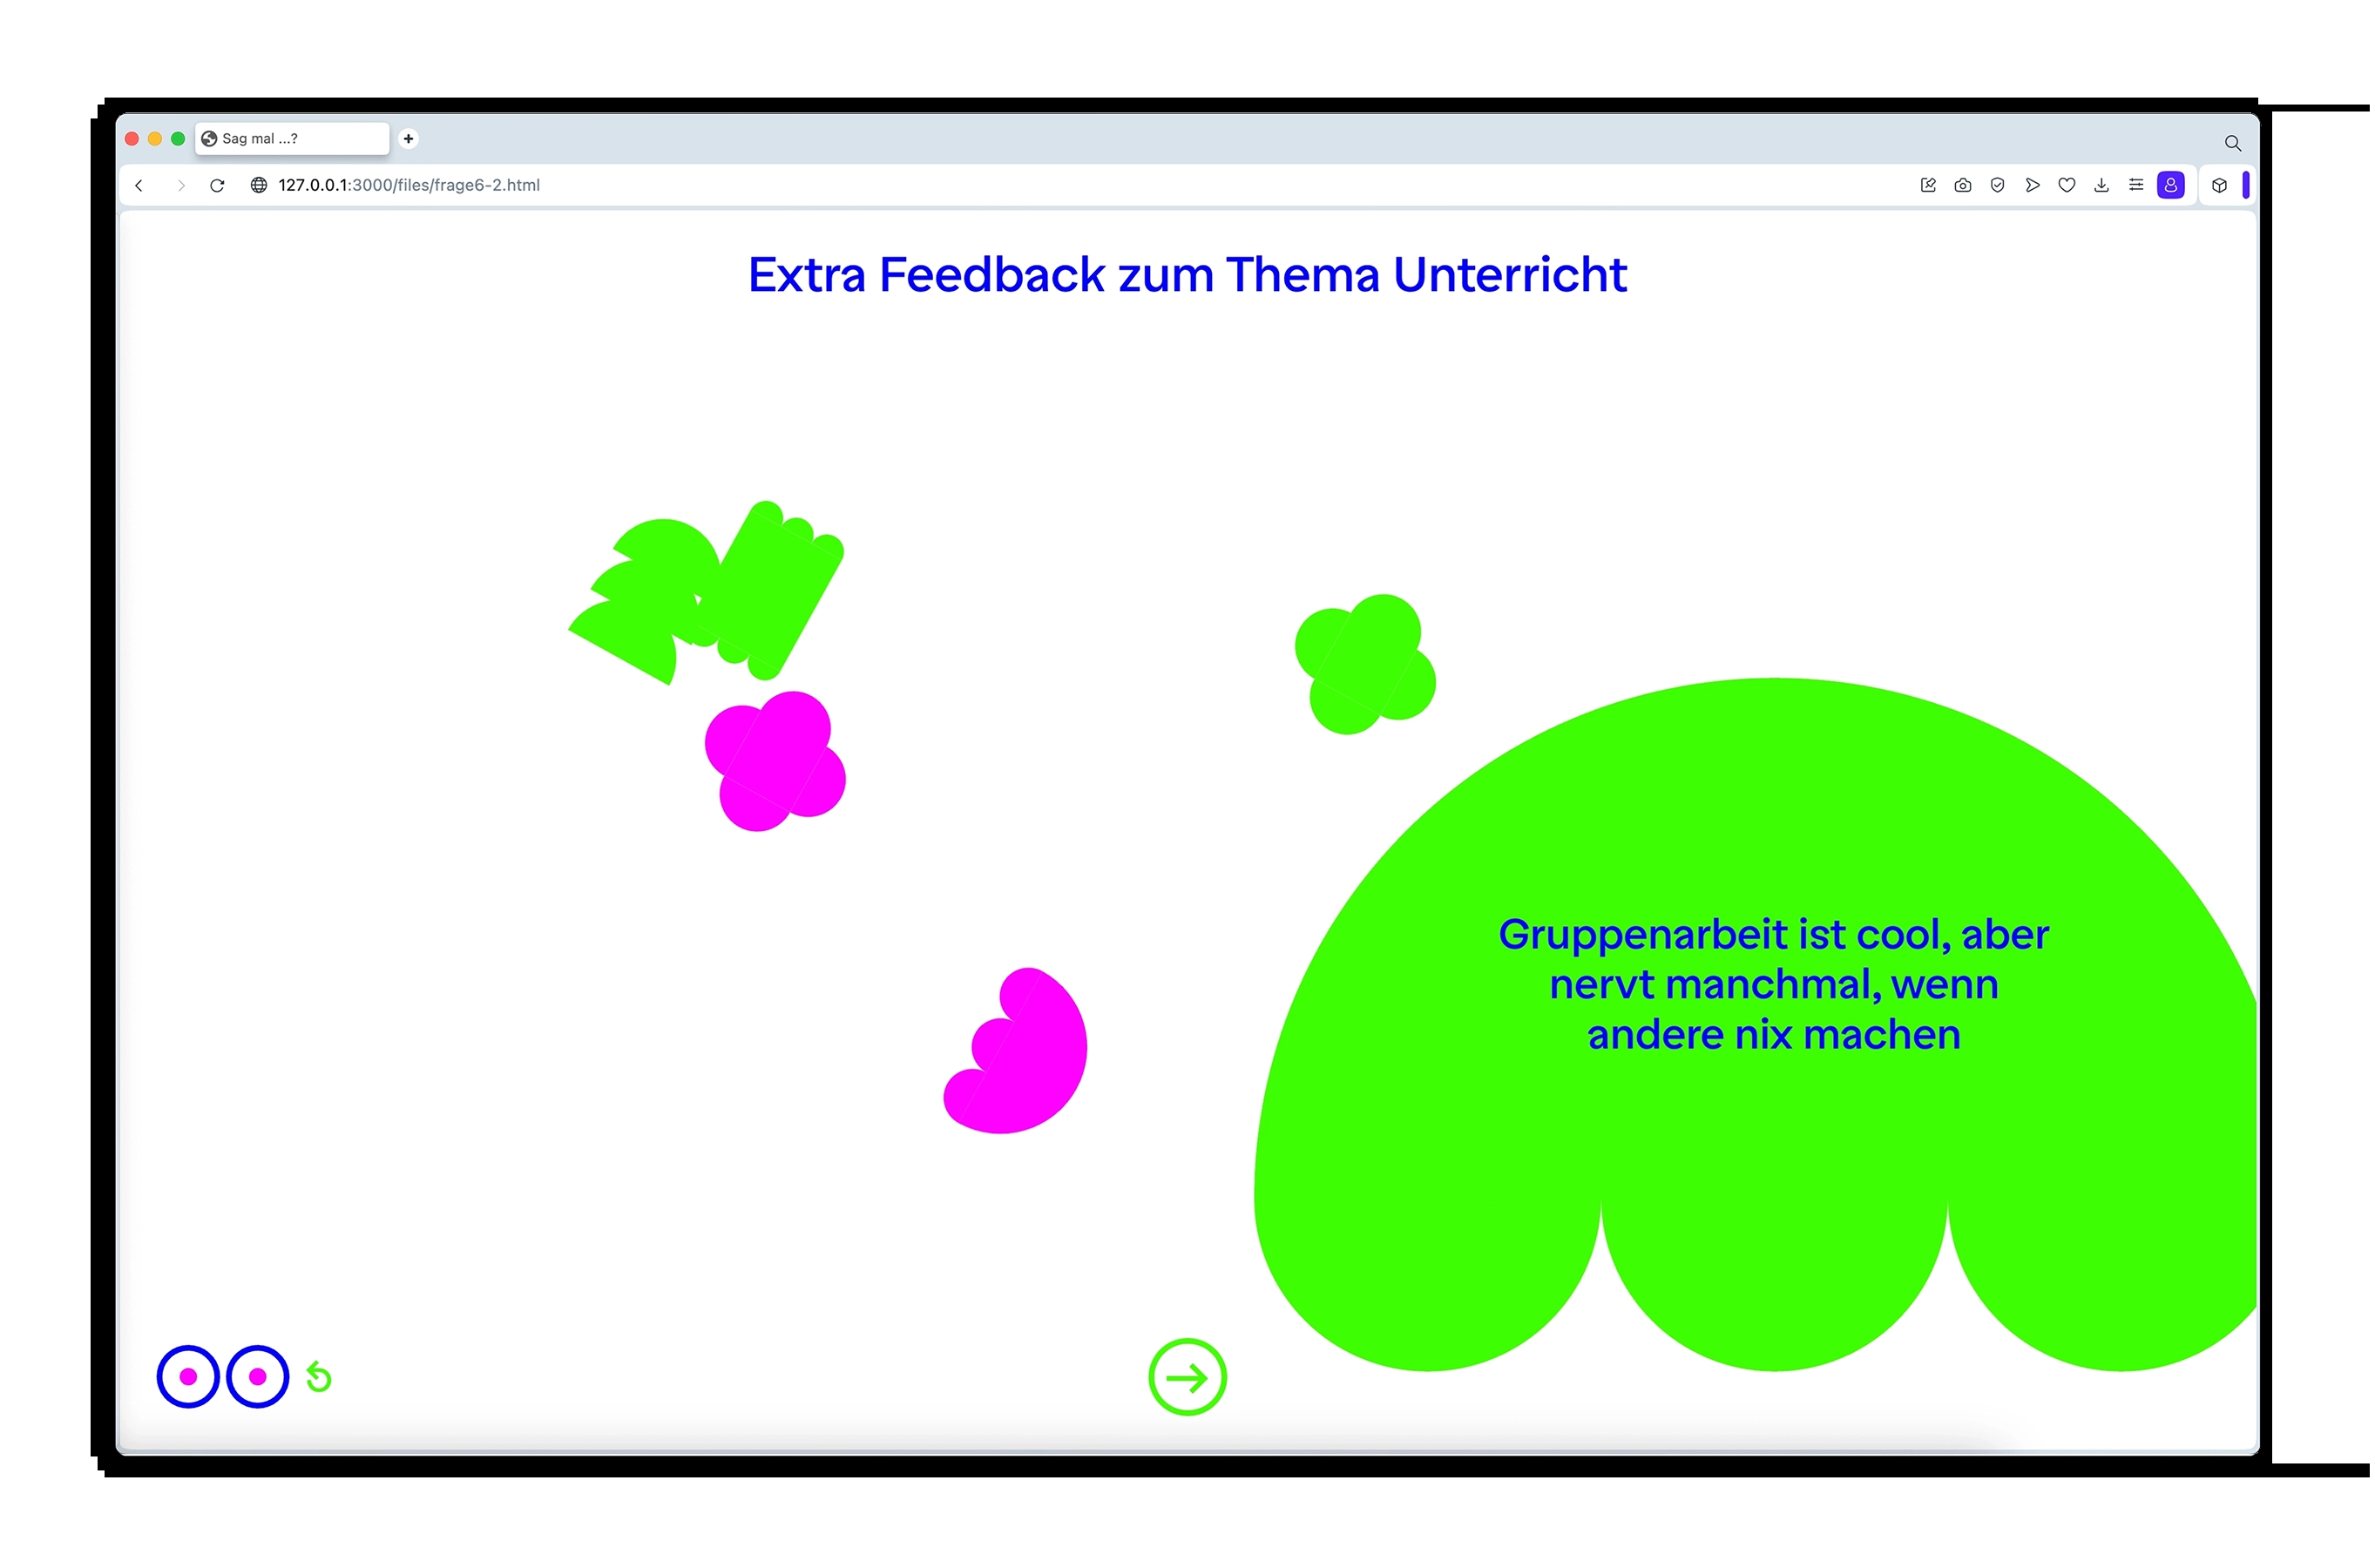 Sag mal ...?
127.0.0.1:3000/files/frage6-2.html
Extra Feedback zum Thema Unterricht
Gruppenarbeit ist cool, aber
nervt manchmal, wenn
andere nix machen